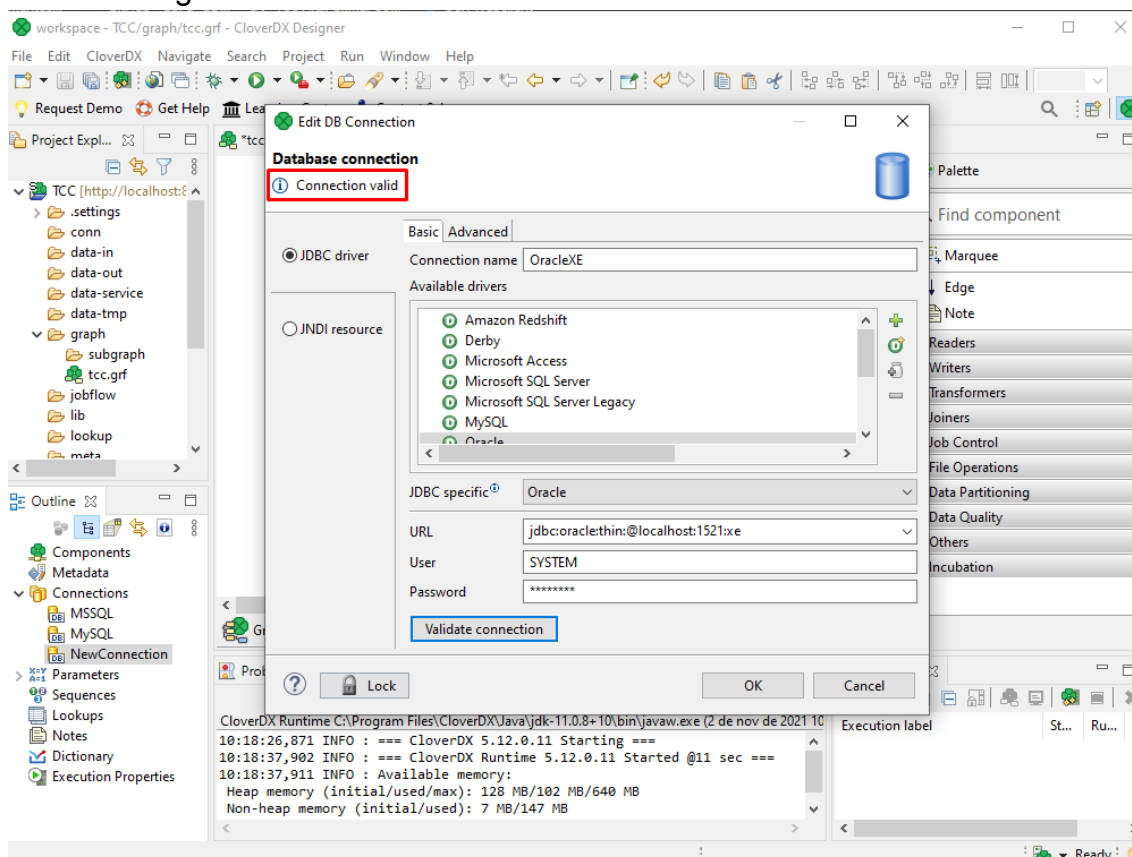 workspace - TCC/graph/tcc.grf - CloverDX Designer
File Edit CloverDX Navigate Search Project Run Window Help
Request Demo Get Help Lea
Project Expl...
*tcc
TCC [http://localhost:8
.settings
conn
data-in
data-out
data-service
data-tmp
graph
subgraph
tcc.grf
jobflow
lib
lookup
meta
Outline
Components
Metadata
Connections
MSSQL
MySQL
NewConnection
Parameters
Sequences
Lookups
Notes
Dictionary
Execution Properties
Edit DB Connection
Database connection
Connection valid
JDBC driver
JNDI resource
Basic Advanced
Connection name OracleXE
Available drivers
Amazon Redshift
Derby
Microsoft Access
Microsoft SQL Server
Microsoft SQL Server Legacy
MySQL
Oracle
JDBC specific Oracle
URL jdbc:oracle:thin:@localhost:1521:xe
User SYSTEM
Password ********
Validate connection
Lock OK Cancel
Palette
Find component
Marquee
Edge
Note
Readers
Writers
Transformers
Joiners
Job Control
File Operations
Data Partitioning
Data Quality
Others
Incubation
Gr
Prob
CloverDX Runtime C:\Program Files\CloverDX\Java\jdk-11.0.8+10\bin\javaw.exe (2 de nov de 2021 10
10:18:26,871 INFO : === CloverDX 5.12.0.11 Starting ===
10:18:37,902 INFO : === CloverDX Runtime 5.12.0.11 Started @11 sec ===
10:18:37,911 INFO : Available memory:
Heap memory (initial/used/max): 128 MB/102 MB/640 MB
Non-heap memory (initial/used): 7 MB/147 MB
Execution label St... Ru...
Ready